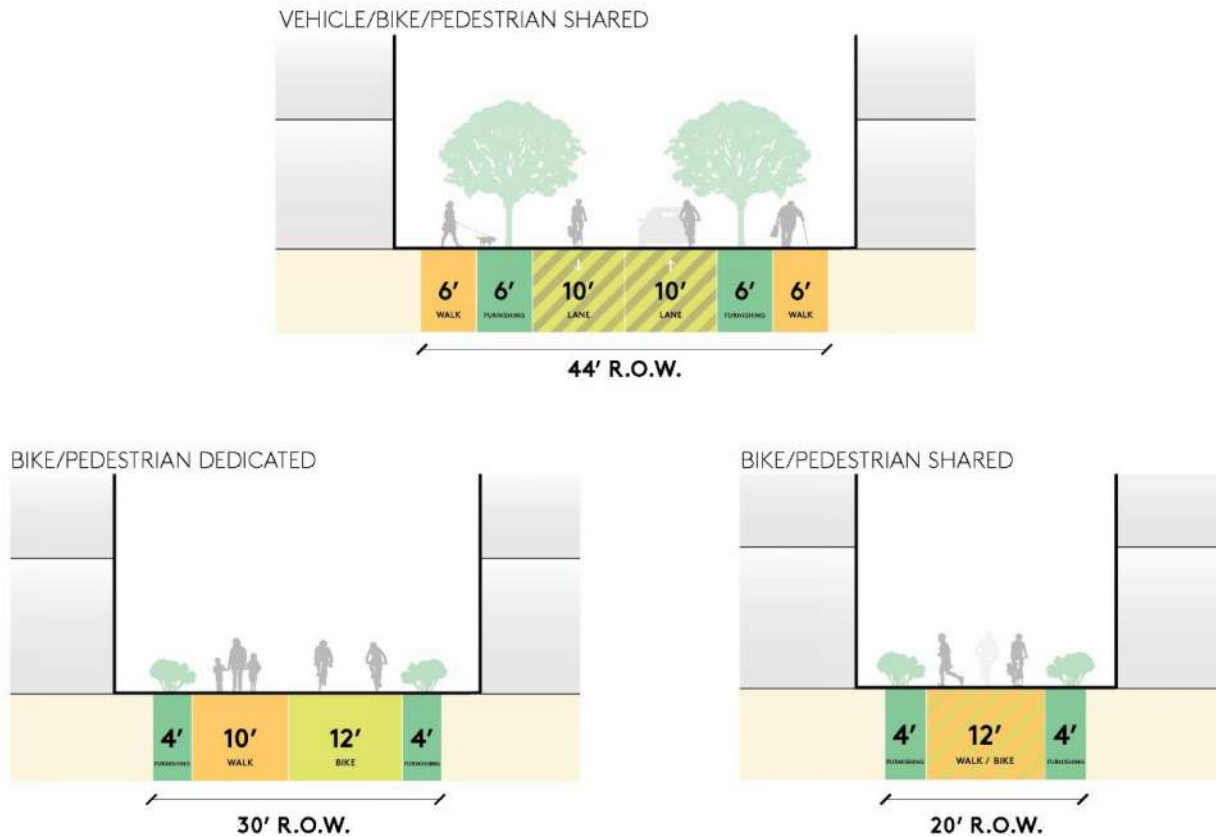 VEHICLE/BIKE/PEDESTRIAN SHARED
6' 6' 10' 10' 6' 6'
WALK FURNISHING LANE LANE FURNISHING WALK
44' R.O.W.
BIKE/PEDESTRIAN DEDICATED
4' 10' 12' 4'
FURNISHING WALK BIKE FURNISHING
30' R.O.W.
BIKE/PEDESTRIAN SHARED
4' 12' 4'
FURNISHING WALK / BIKE FURNISHING
20' R.O.W.